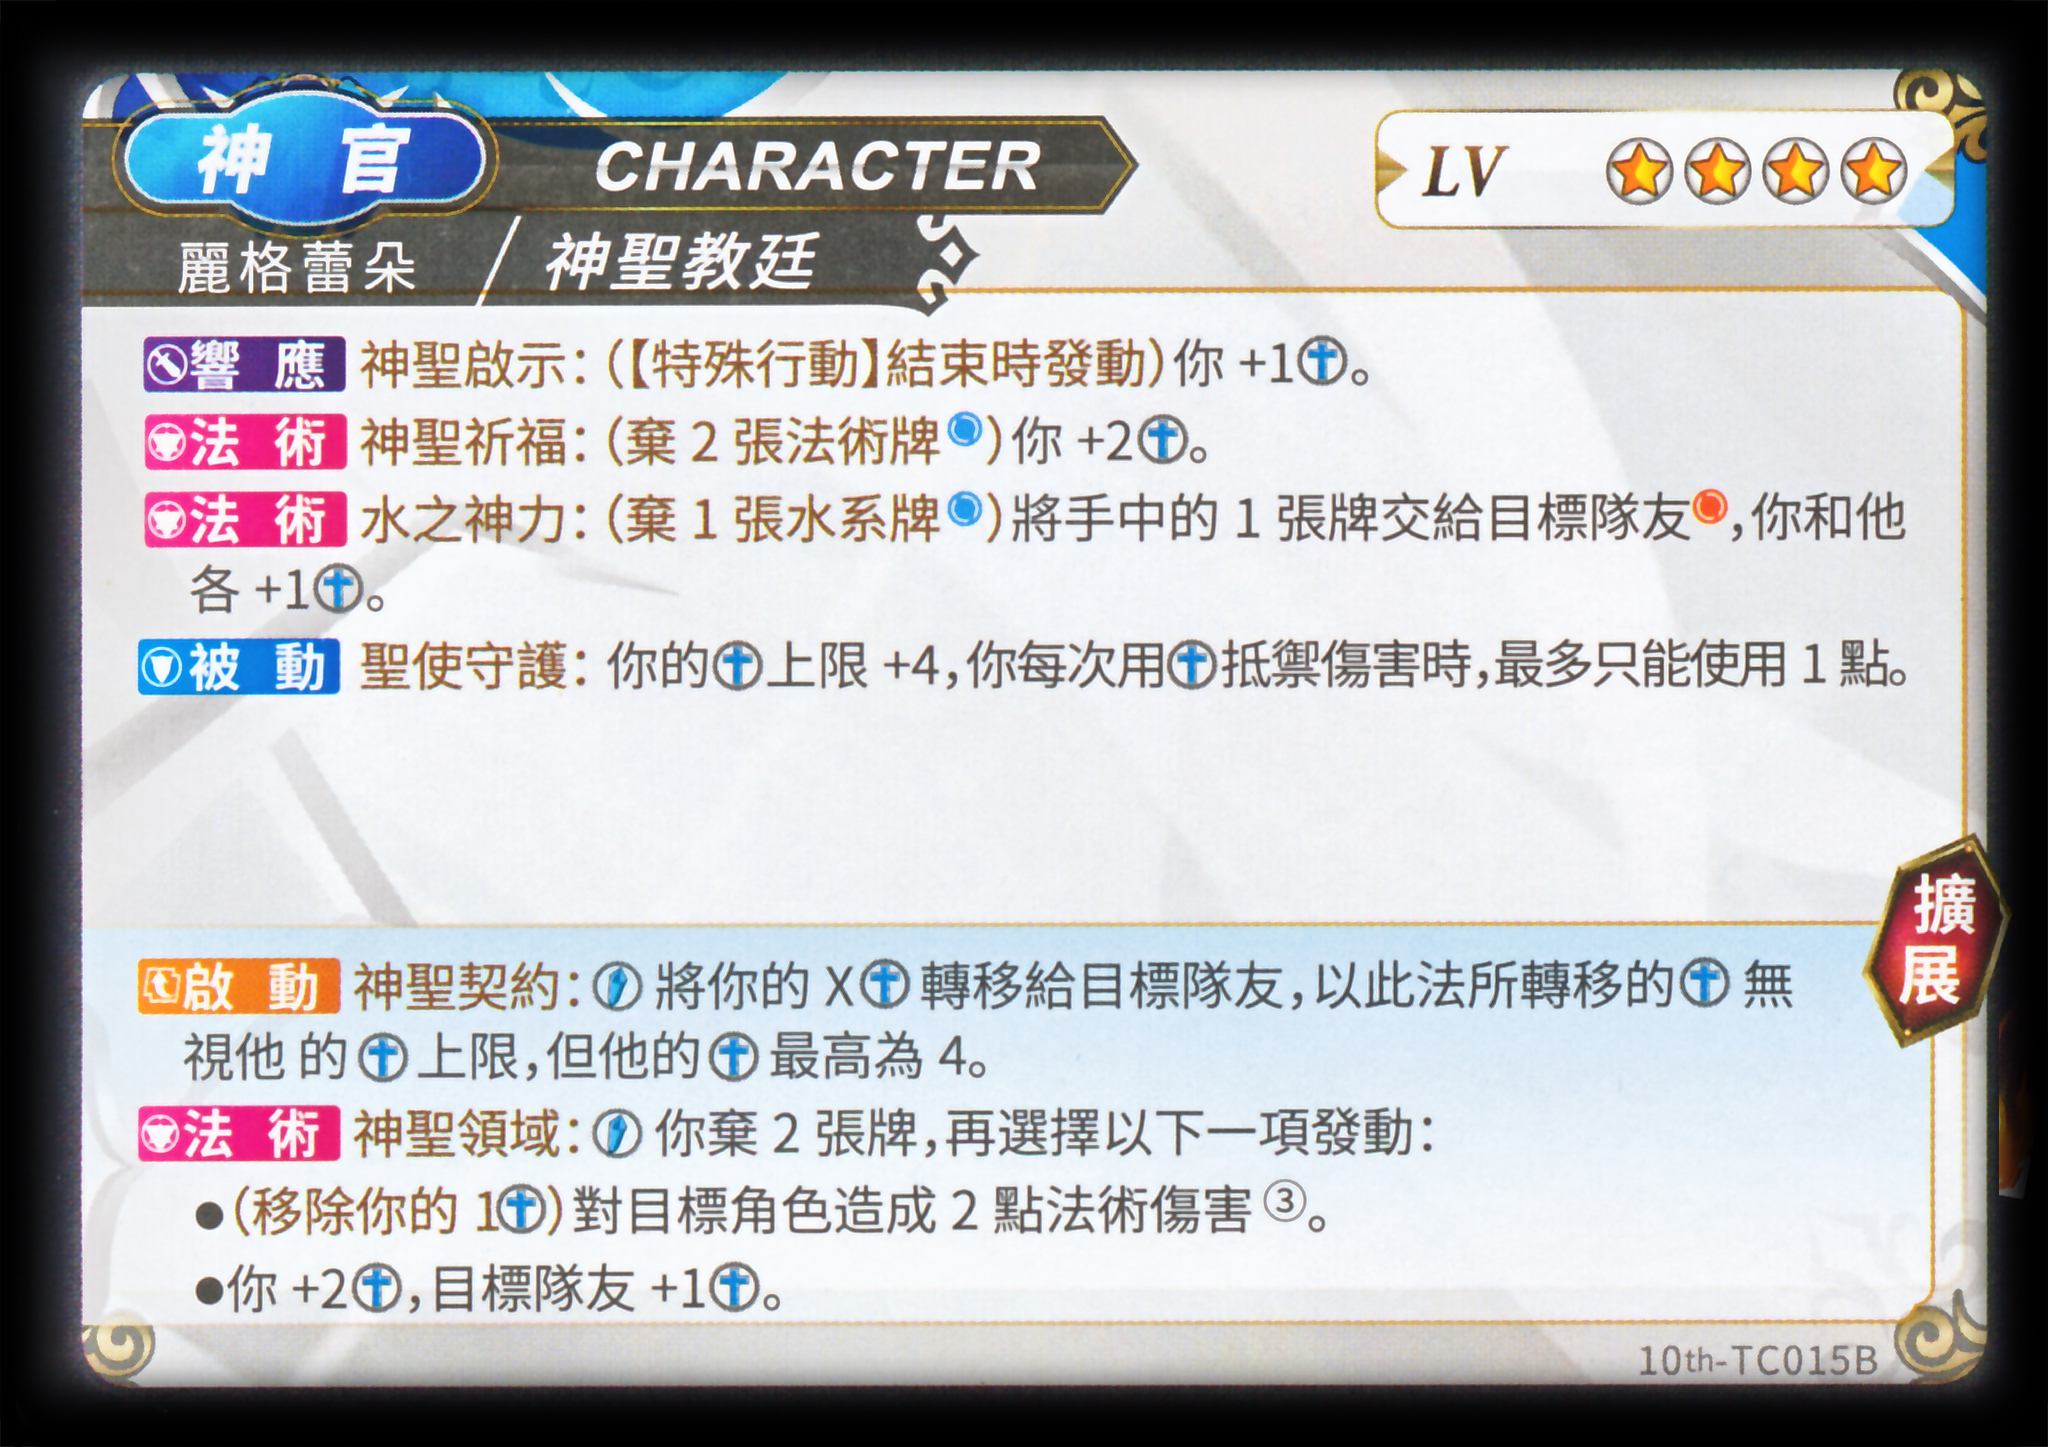 神官 CHARACTER LV
麗格蕾朵 / 神聖教廷
響應 神聖啟示：（【特殊行動】結束時發動）你 +1。
法術 神聖祈福：（棄 2 張法術牌）你 +2。
法術 水之神力：（棄 1 張水系牌）將手中的 1 張牌交給目標隊友，你和他
各 +1。
被動 聖使守護：你的上限 +4，你每次用抵禦傷害時，最多只能使用 1 點。
擴展
啟動 神聖契約：將你的 X 轉移給目標隊友，以此法所轉移的無
視他的上限，但他的最高為 4。
法術 神聖領域：你棄 2 張牌，再選擇以下一項發動：
●（移除你的 1）對目標角色造成 2 點法術傷害③。
●你 +2，目標隊友 +1。
10th-TC015B